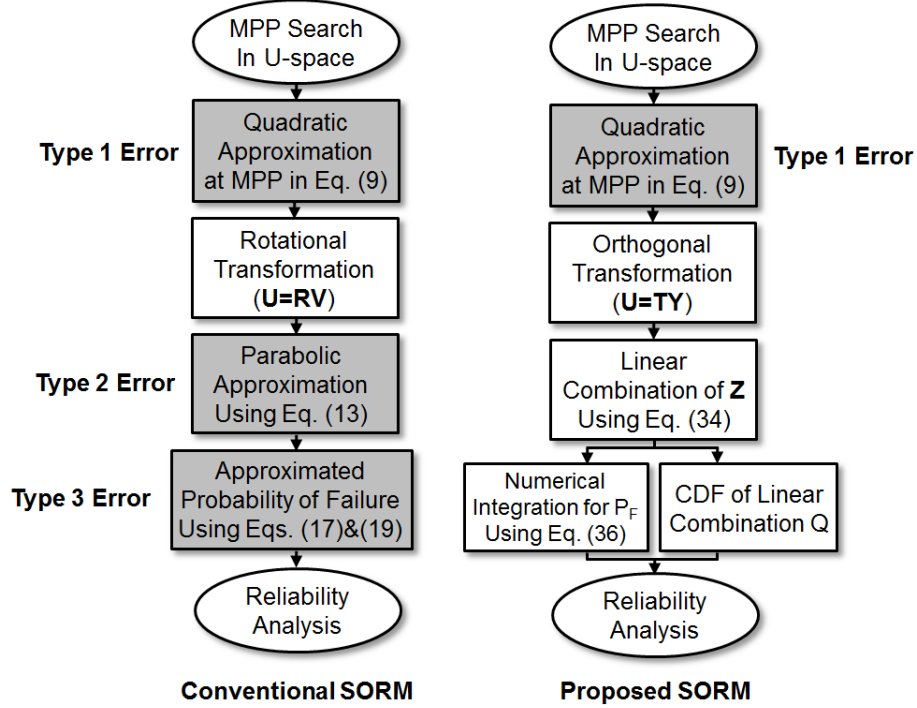 MPP Search
In U-space
Type 1 Error
Quadratic
Approximation
at MPP in Eq. (9)
Rotational
Transformation
(U=RV)
Type 2 Error
Parabolic
Approximation
Using Eq. (13)
Type 3 Error
Approximated
Probability of Failure
Using Eqs. (17)&(19)
Reliability
Analysis
Conventional SORM
MPP Search
In U-space
Quadratic
Approximation
at MPP in Eq. (9)
Type 1 Error
Orthogonal
Transformation
(U=TY)
Linear
Combination of Z
Using Eq. (34)
Numerical
Integration for PF
Using Eq. (36)
CDF of Linear
Combination Q
Reliability
Analysis
Proposed SORM